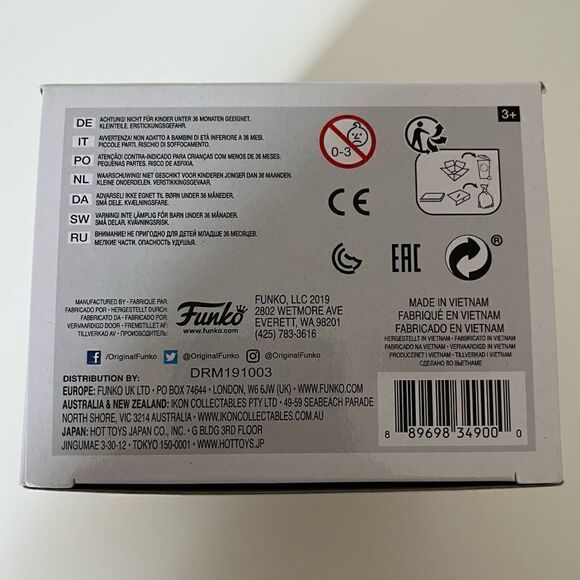 DE ACHTUNG! NICHT FÜR KINDER UNTER 36 MONATEN GEEIGNET.
KLEINTEILE. ERSTICKUNGSGEFAHR.
IT AVVERTENZA! NON ADATTO A BAMBINI DI ETÀ INFERIORE A 36 MESI.
PICCOLE PARTI. RISCHIO DI SOFFOCAMENTO.
PO ATENÇÃO! CONTRA-INDICADO PARA CRIANÇAS COM MENOS DE 36 MESES.
PEQUENAS PARTES. RISCO DE ASFIGA.
NL WAARSCHUWING! NIET GESCHIKT VOOR KINDEREN JONGER DAN 36 MAANDEN.
KLEINE ONDERDELEN. VERSTIKKINGSGEVAAR.
DA ADVARSEL! IKKE EGNET TIL BØRN UNDER 36 MÅNEDER.
SMÅ DELE. KVÆLNINGSFARE.
SW VARNING! INTE LÄMPLIG FÖR BARN UNDER 36 MÅNADER.
SMÅ DELAR. KVÄVNINGSRISK.
RU ВНИМАНИЕ! НЕ ПРИГОДНО ДЛЯ ДЕТЕЙ МЛАДШЕ 36 МЕСЯЦЕВ.
МЕЛКИЕ ЧАСТИ. ОПАСНОСТЬ УДУШЬЯ.
0-3
3+
CE
EAC
®
MANUFACTURED BY • FABRIQUÉ PAR:
FABRICADO POR • HERGESTELLT DURCH:
FABBRICATO DA • FABRICADO POR:
VERVAARDIGD DOOR • FREMSTILLET AF:
TILLVERKAD AV • ПРОИЗВОДИТЕЛЬ:
Funko
FUNKO, LLC 2019
2802 WETMORE AVE
EVERETT, WA 98201
(425) 783-3616
MADE IN VIETNAM
FABRIQUÉ EN VIETNAM
FABRICADO EN VIETNAM
HERGESTELLT IN VIETNAM • FABBRICATO IN VIETNAM
FABRICADO NA VIETNAM • VERVAARDIGD IN VIETNAM
PRODUCERET I VIETNAM • TILLVERKAD I VIETNAM
СДЕЛАНО ВО ВЬЕТНАМЕ
f /OriginalFunko @OriginalFunko @OriginalFunko
DRM191003
DISTRIBUTION BY:
EUROPE: FUNKO UK LTD • PO BOX 74644 • LONDON, W6 6JW (UK) • WWW.FUNKO.COM
AUSTRALIA & NEW ZEALAND: IKON COLLECTABLES PTY LTD • 49-59 SEABEACH PARADE
NORTH SHORE, VIC 3214 AUSTRALIA • WWW.IKONCOLLECTABLES.COM.AU
JAPAN: HOT TOYS JAPAN CO., INC. • G BLDG 3RD FLOOR
JINGUMAE 3-30-12 • TOKYO 150-0001 • WWW.HOTTOYS.JP
8 89698 34900 0